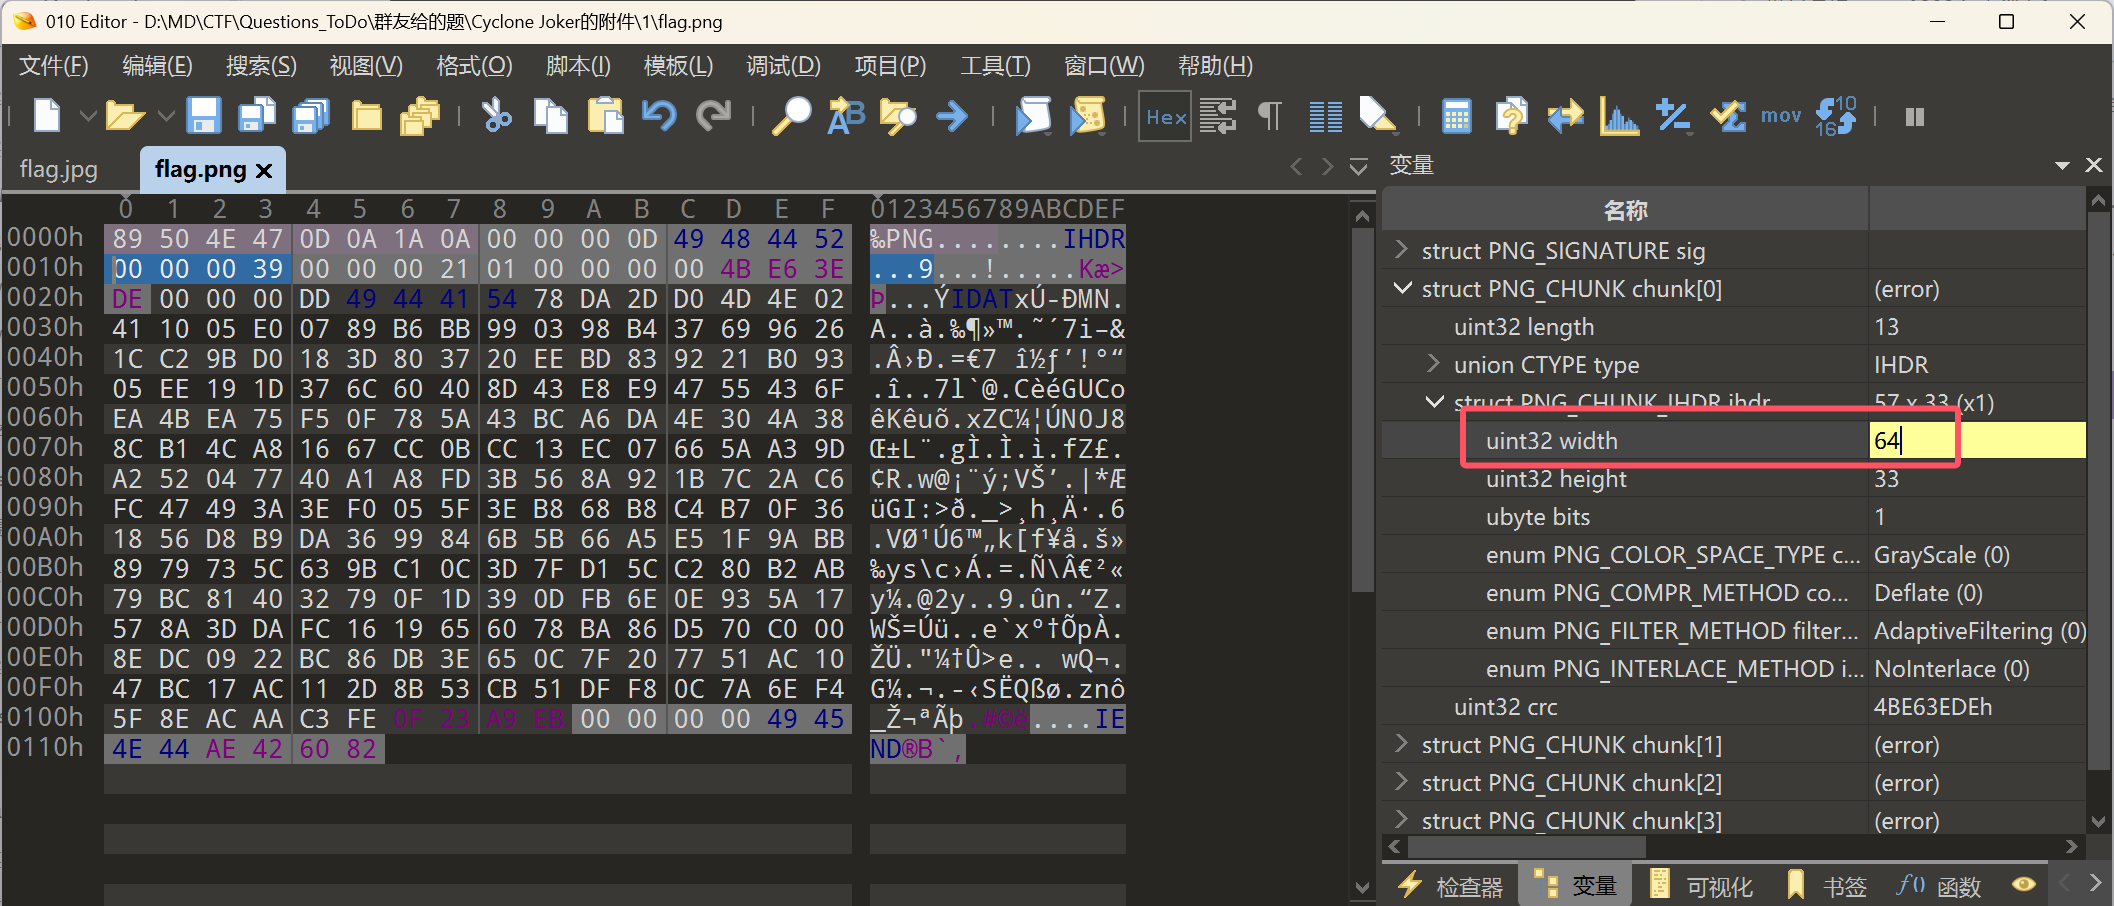 010 Editor - D:\MD\CTF\Questions_ToDo\群友给的题\Cyclone Joker的附件\1\flag.png
文件(F) 编辑(E) 搜索(S) 视图(V) 格式(O) 脚本(I) 模板(L) 调试(D) 项目(P) 工具(T) 窗口(W) 帮助(H)
Hex mov 10 16
flag.jpg flag.png
变量
0 1 2 3 4 5 6 7 8 9 A B C D E F 0123456789ABCDEF
名称
0000h 89 50 4E 47 0D 0A 1A 0A 00 00 00 0D 49 48 44 52 ‰PNG........IHDR
0010h 00 00 00 39 00 00 00 21 01 00 00 00 00 4B E6 3E ...9...!.....Kæ>
0020h DE 00 00 00 DD 49 44 41 54 78 DA 2D D0 4D 4E 02 Þ...ÝIDATxÚ-ÐMN.
0030h 41 10 05 E0 07 89 B6 BB 99 03 98 B4 37 69 96 26 A..à.‰¶»™.˜´7i–&
0040h 1C C2 9B D0 18 3D 80 37 20 EE BD 83 92 21 B0 93 .Â›Ð.=€7 î½ƒ’!°“
0050h 05 EE 19 1D 37 6C 60 40 8D 43 E8 E9 47 55 43 6F .î..7l`@.CèéGUCo
0060h EA 4B EA 75 F5 0F 78 5A 43 BC A6 DA 4E 30 4A 38 êKêuõ.xZC¼¦ÚN0J8
0070h 8C B1 4C A8 16 67 CC 0B CC 13 EC 07 66 5A A3 9D Œ±L¨.gÌ.Ì.ì.fZ£.
0080h A2 52 04 77 40 A1 A8 FD 3B 56 8A 92 1B 7C 2A C6 ¢R.w@¡¨ý;VŠ’.|*Æ
0090h FC 47 49 3A 3E F0 05 5F 3E B8 68 B8 C4 B7 0F 36 üGI:>ð._>¸h¸Ä·.6
00A0h 18 56 D8 B9 DA 36 99 84 6B 5B 66 A5 E5 1F 9A BB .VØ¹Ú6™„k[f¥å.š»
00B0h 89 79 73 5C 63 9B C1 0C 3D 7F D1 5C C2 80 B2 AB ‰ys\c›Á.=.Ñ\Â€²«
00C0h 79 BC 81 40 32 79 0F 1D 39 0D FB 6E 0E 93 5A 17 y¼.@2y..9.ûn.“Z.
00D0h 57 8A 3D DA FC 16 19 65 60 78 BA 86 D5 70 C0 00 WŠ=Úü..e`xº†ÕpÀ.
00E0h 8E DC 09 22 BC 86 DB 3E 65 0C 7F 20 77 51 AC 10 ŽÜ."¼†Û>e.. wQ¬.
00F0h 47 BC 17 AC 11 2D 8B 53 CB 51 DF F8 0C 7A 6E F4 G¼.¬.-‹SËQßø.znô
0100h 5F 8E AC AA C3 FE 0F 23 A9 EB 00 00 00 00 49 45 _Ž¬ªÃþ.#©ë....IE
0110h 4E 44 AE 42 60 82 ND®B`‚
struct PNG_SIGNATURE sig
struct PNG_CHUNK chunk[0] (error)
uint32 length 13
union CTYPE type IHDR
struct PNG_CHUNK_IHDR ihdr 57 x 33 (x1)
uint32 width 64
uint32 height 33
ubyte bits 1
enum PNG_COLOR_SPACE_TYPE c... GrayScale (0)
enum PNG_COMPR_METHOD co... Deflate (0)
enum PNG_FILTER_METHOD filter... AdaptiveFiltering (0)
enum PNG_INTERLACE_METHOD i... NoInterlace (0)
uint32 crc 4BE63EDEh
struct PNG_CHUNK chunk[1] (error)
struct PNG_CHUNK chunk[2] (error)
struct PNG_CHUNK chunk[3] (error)
检查器 变量 可视化 书签 f() 函数